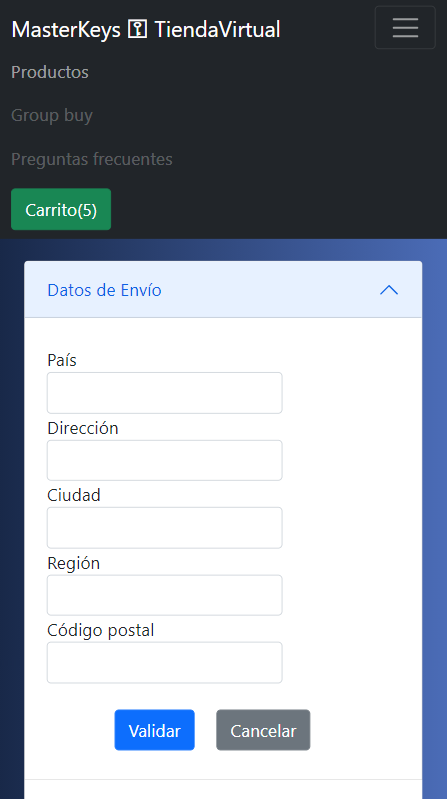 MasterKeys ⚿ TiendaVirtual
Productos
Group buy
Preguntas frecuentes
Carrito(5)
Datos de Envío
País
Dirección
Ciudad
Región
Código postal
Validar Cancelar